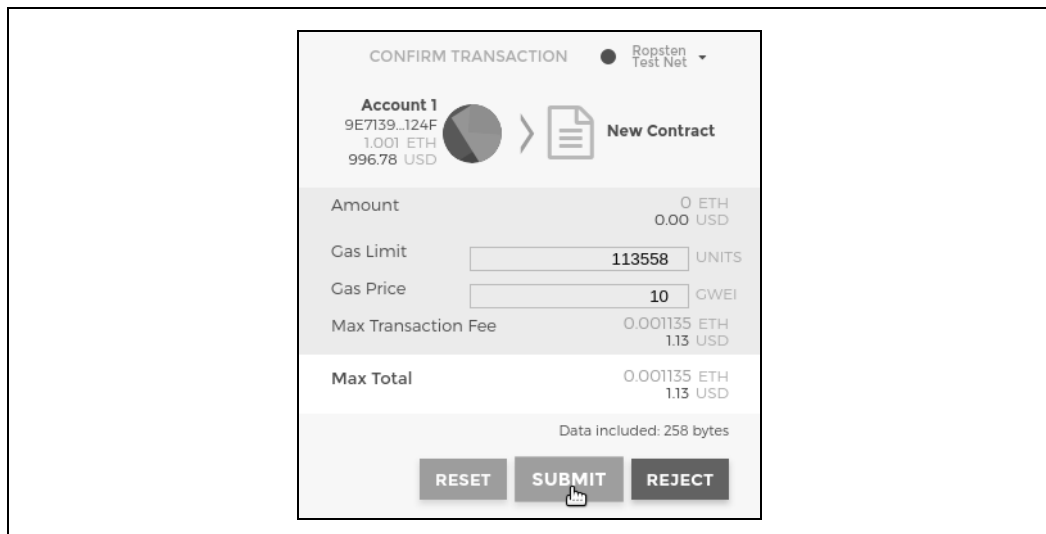 CONFIRM TRANSACTION
Ropsten
Test Net
Account 1
9E7139...124F
1.001 ETH
996.78 USD
New Contract
Amount
0 ETH
0.00 USD
Gas Limit
113558 UNITS
Gas Price
10 GWEI
Max Transaction Fee
0.001135 ETH
1.13 USD
Max Total
0.001135 ETH
1.13 USD
Data included: 258 bytes
RESET SUBMIT REJECT